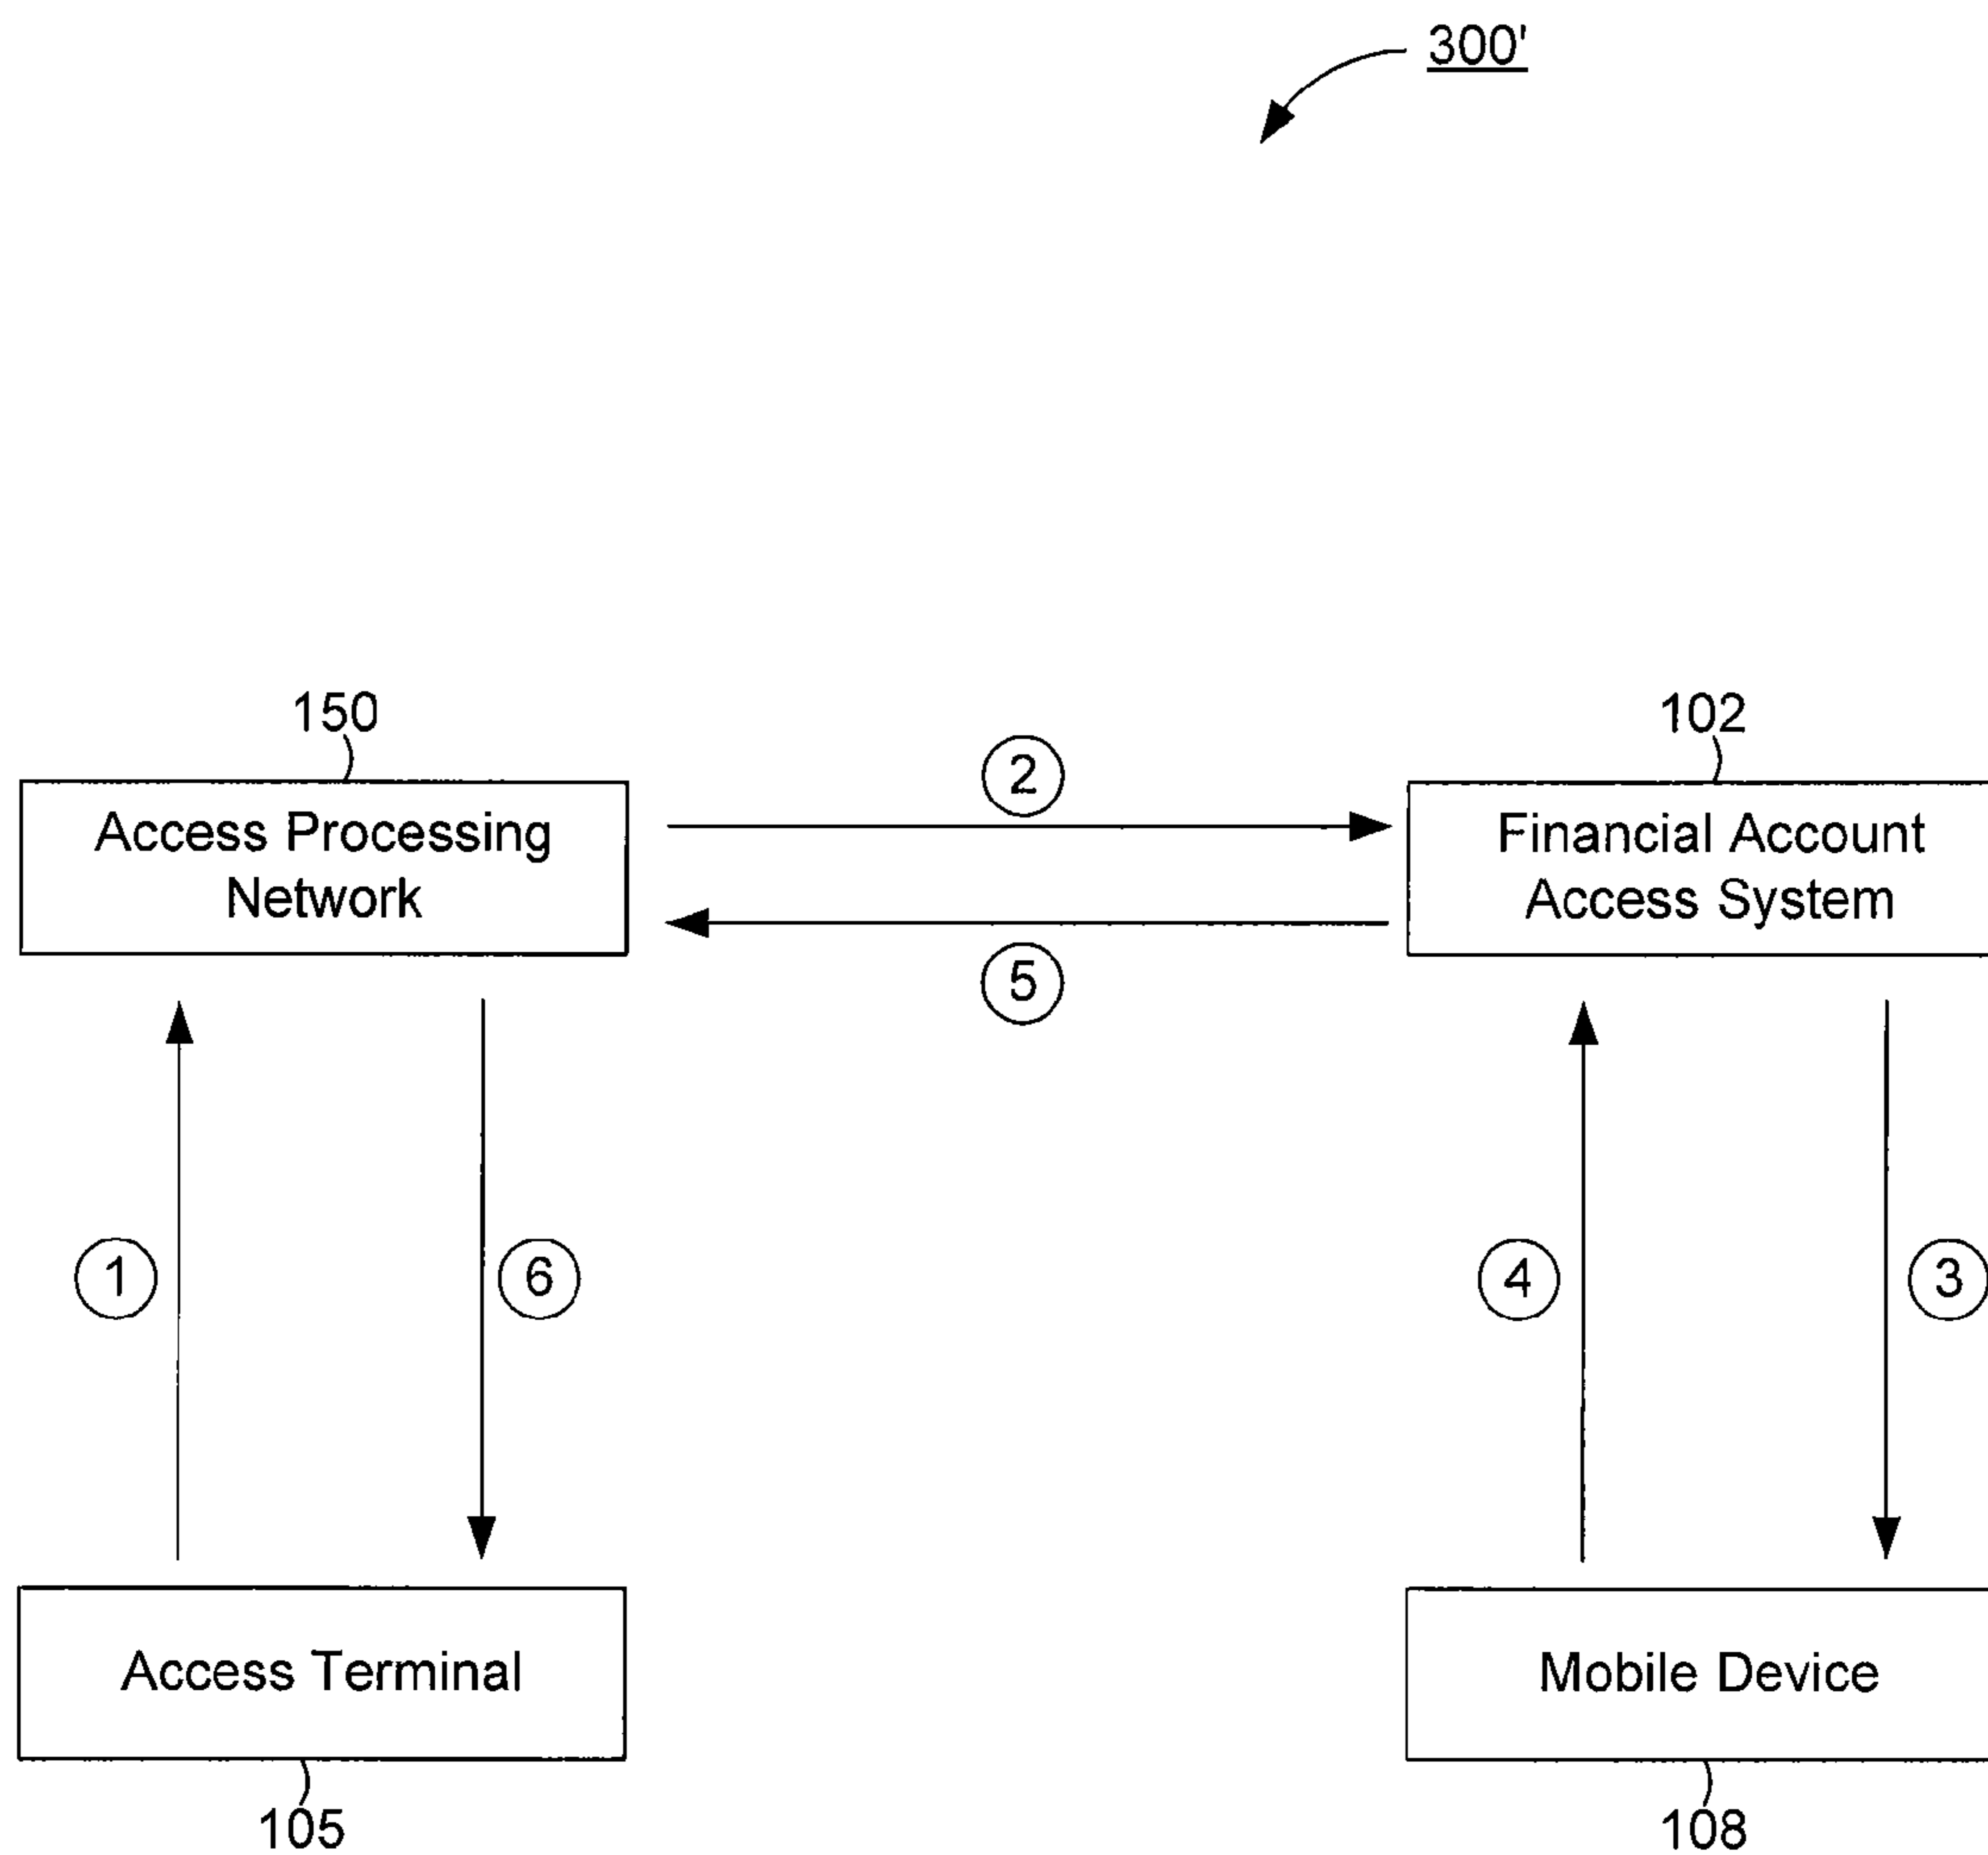 300'
150
102
2
Access Processing
Network
Financial Account
Access System
5
1
6
4
3
Access Terminal
Mobile Device
105
108